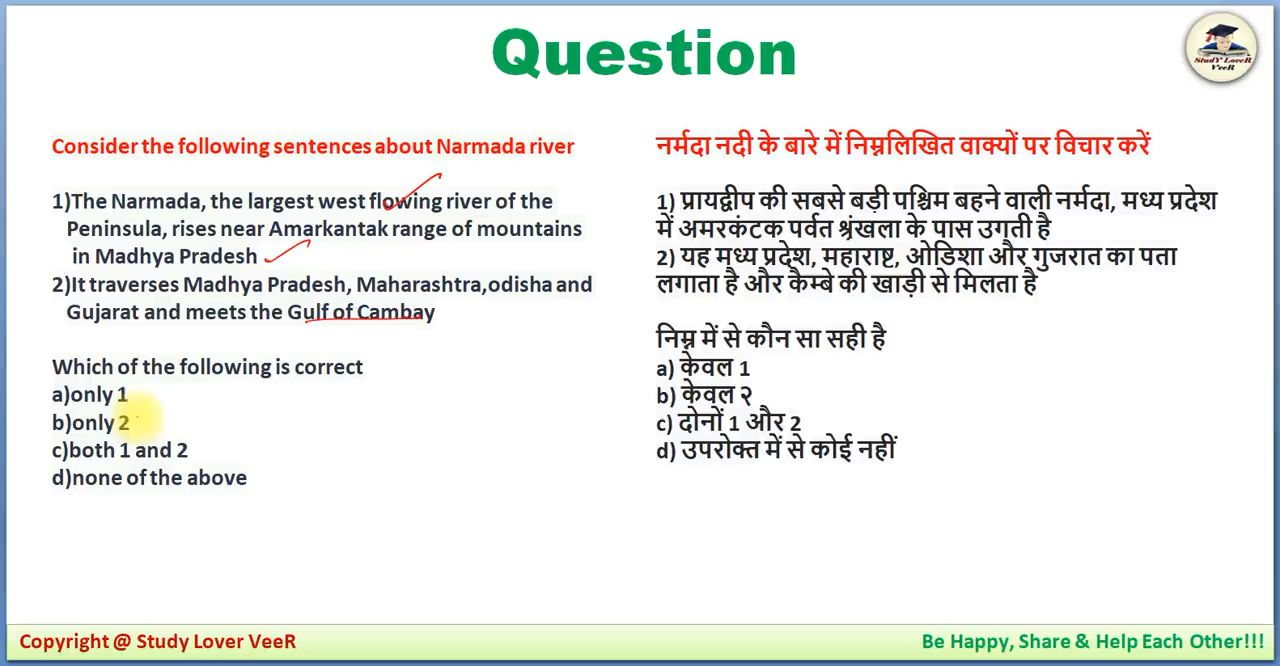 Question
StudY LoveR
VeeR
Consider the following sentences about Narmada river
1)The Narmada, the largest west flowing river of the
Peninsula, rises near Amarkantak range of mountains
in Madhya Pradesh
2)It traverses Madhya Pradesh, Maharashtra,odisha and
Gujarat and meets the Gulf of Cambay
Which of the following is correct
a)only 1
b)only 2
c)both 1 and 2
d)none of the above
नर्मदा नदी के बारे में निम्नलिखित वाक्यों पर विचार करें
1) प्रायद्वीप की सबसे बड़ी पश्चिम बहने वाली नर्मदा, मध्य प्रदेश
में अमरकंटक पर्वत श्रृंखला के पास उगती है
2) यह मध्य प्रदेश, महाराष्ट्र, ओडिशा और गुजरात का पता
लगाता है और कैम्बे की खाड़ी से मिलता है
निम्न में से कौन सा सही है
a) केवल 1
b) केवल २
c) दोनों 1 और 2
d) उपरोक्त में से कोई नहीं
Copyright @ Study Lover VeeR
Be Happy, Share & Help Each Other!!!